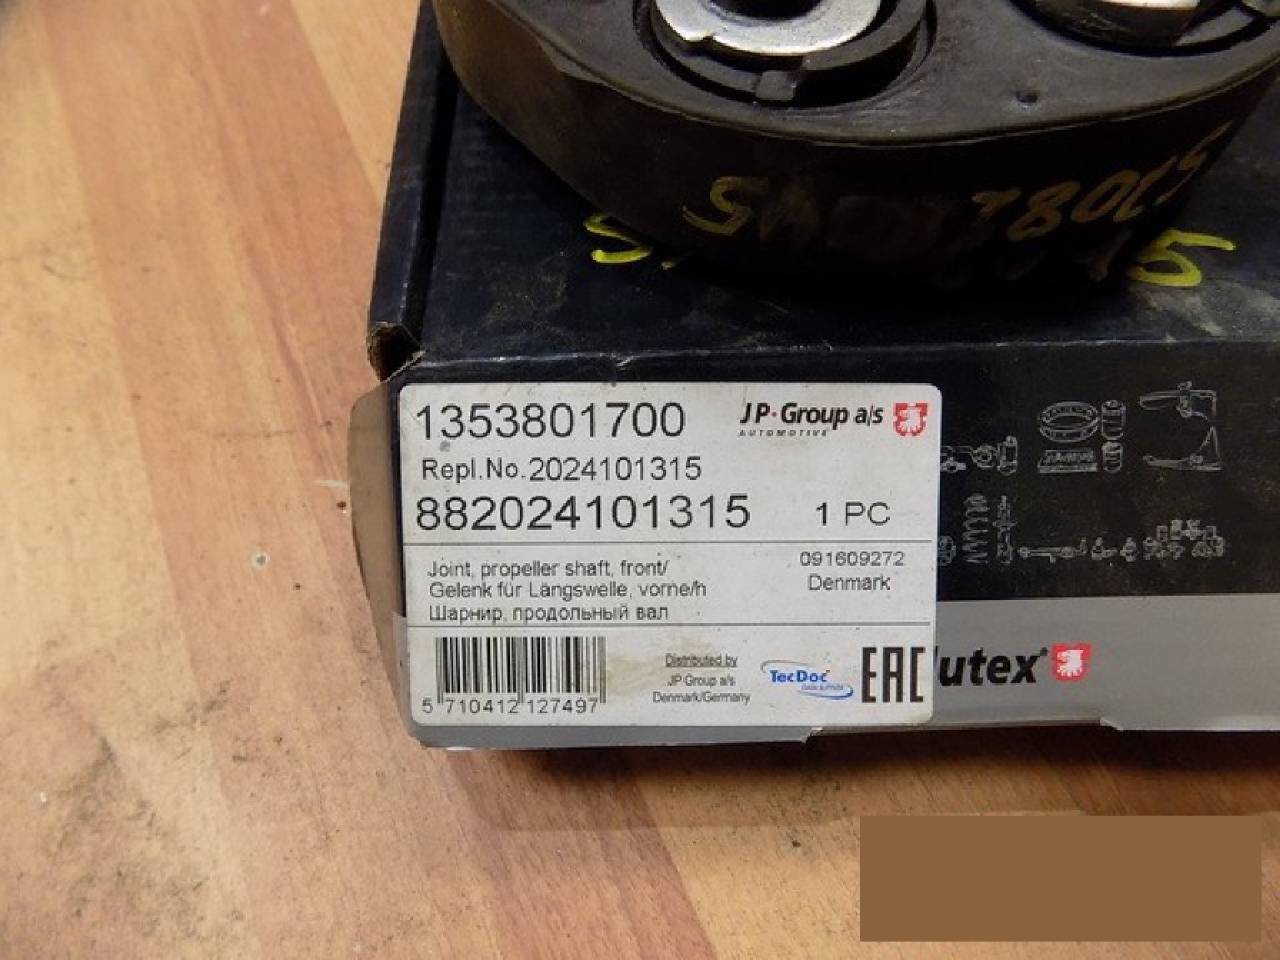 1353801700
JP·Group a/s
AUTOMOTIVE
Repl.No.2024101315
882024101315
1 PC
Joint, propeller shaft, front/
Gelenk für Längswelle, vorne/h
Шарнир, продольный вал
091609272
Denmark
5 710412 127497
Distributed by
JP Group a/s
Denmark/Germany
TecDoc
EAC
lutex